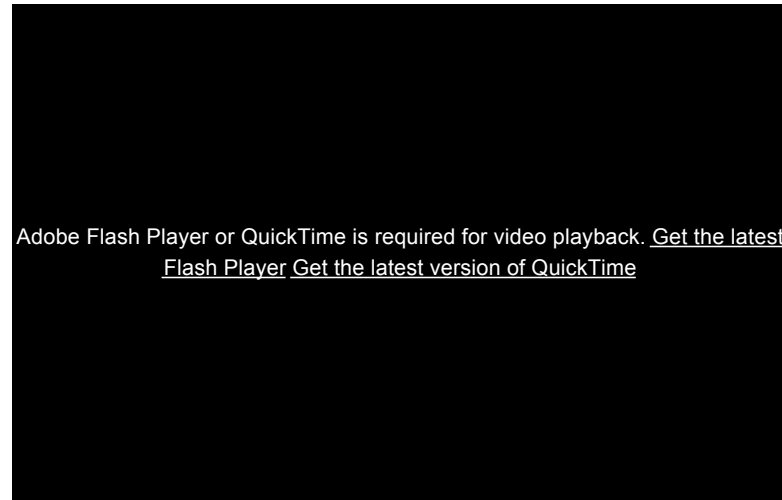 Adobe Flash Player or QuickTime is required for video playback. Get the latest
Flash Player Get the latest version of QuickTime